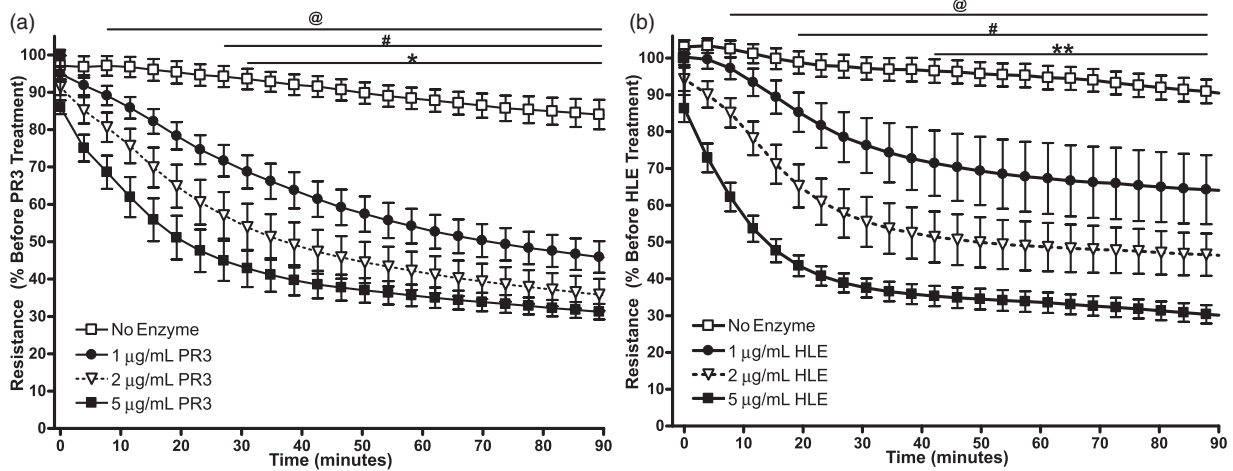 (a)
@
#
*
Resistance (% Before PR3 Treatment)
100
90
80
70
60
50
40
30
20
10
0
No Enzyme
1 µg/mL PR3
2 µg/mL PR3
5 µg/mL PR3
0 10 20 30 40 50 60 70 80 90
Time (minutes)
(b)
@
#
**
Resistance (% Before HLE Treatment)
100
90
80
70
60
50
40
30
20
10
0
No Enzyme
1 µg/mL HLE
2 µg/mL HLE
5 µg/mL HLE
0 10 20 30 40 50 60 70 80 90
Time (minutes)